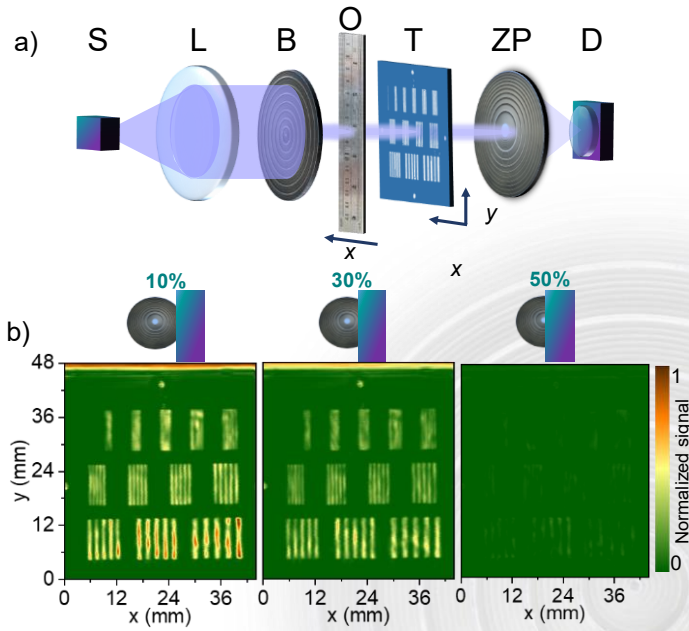 a)
S L B O T ZP D
y
x
x
10% 30% 50%
b)
48
36
24
12
0
y (mm)
0 12 24 36
0 12 24 36
0 12 24 36
x (mm) x (mm) x (mm)
1
0
Normalized signal